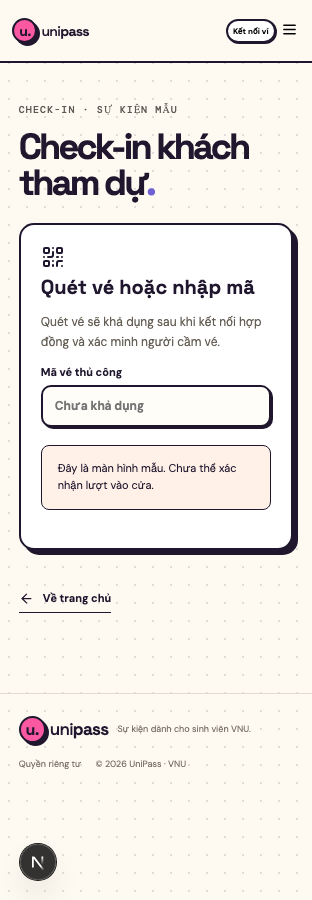 u. unipass
Kết nối ví
CHECK-IN · SỰ KIỆN MẪU
Check-in khách
tham dự.
Quét vé hoặc nhập mã
Quét vé sẽ khả dụng sau khi kết nối hợp
đồng và xác minh người cầm vé.
Mã vé thủ công
Chưa khả dụng
Đây là màn hình mẫu. Chưa thể xác
nhận lượt vào cửa.
← Về trang chủ
u. unipass Sự kiện dành cho sinh viên VNU.
Quyền riêng tư © 2026 UniPass · VNU
N